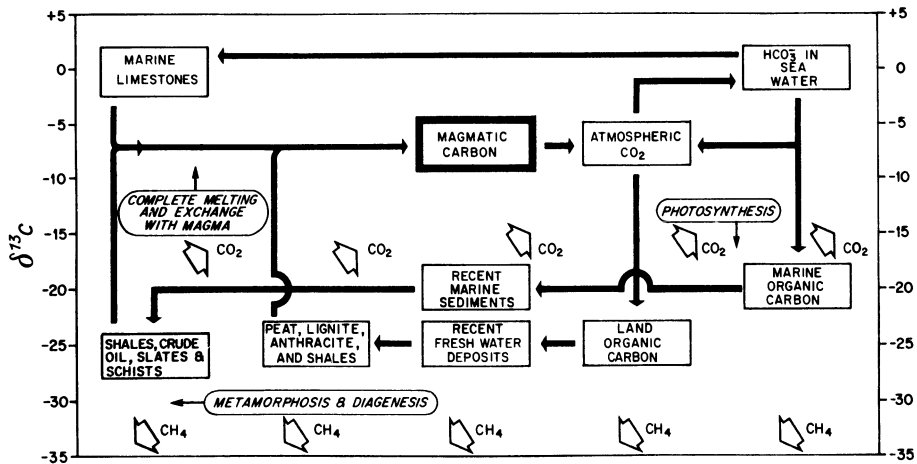 +5
+5
MARINE
LIMESTONES
HCO₃⁻ IN
SEA
WATER
0
0
-5
-5
MAGMATIC
CARBON
ATMOSPHERIC
CO₂
-10
-10
COMPLETE MELTING
AND EXCHANGE
WITH MAGMA
PHOTOSYNTHESIS
δ¹³C
-15
-15
CO₂
CO₂
CO₂
CO₂
CO₂
-20
-20
RECENT
MARINE
SEDIMENTS
MARINE
ORGANIC
CARBON
-25
-25
SHALES, CRUDE
OIL, SLATES &
SCHISTS
PEAT, LIGNITE,
ANTHRACITE,
AND SHALES
RECENT
FRESH WATER
DEPOSITS
LAND
ORGANIC
CARBON
-30
-30
METAMORPHOSIS & DIAGENESIS
CH₄
CH₄
CH₄
CH₄
CH₄
-35
-35